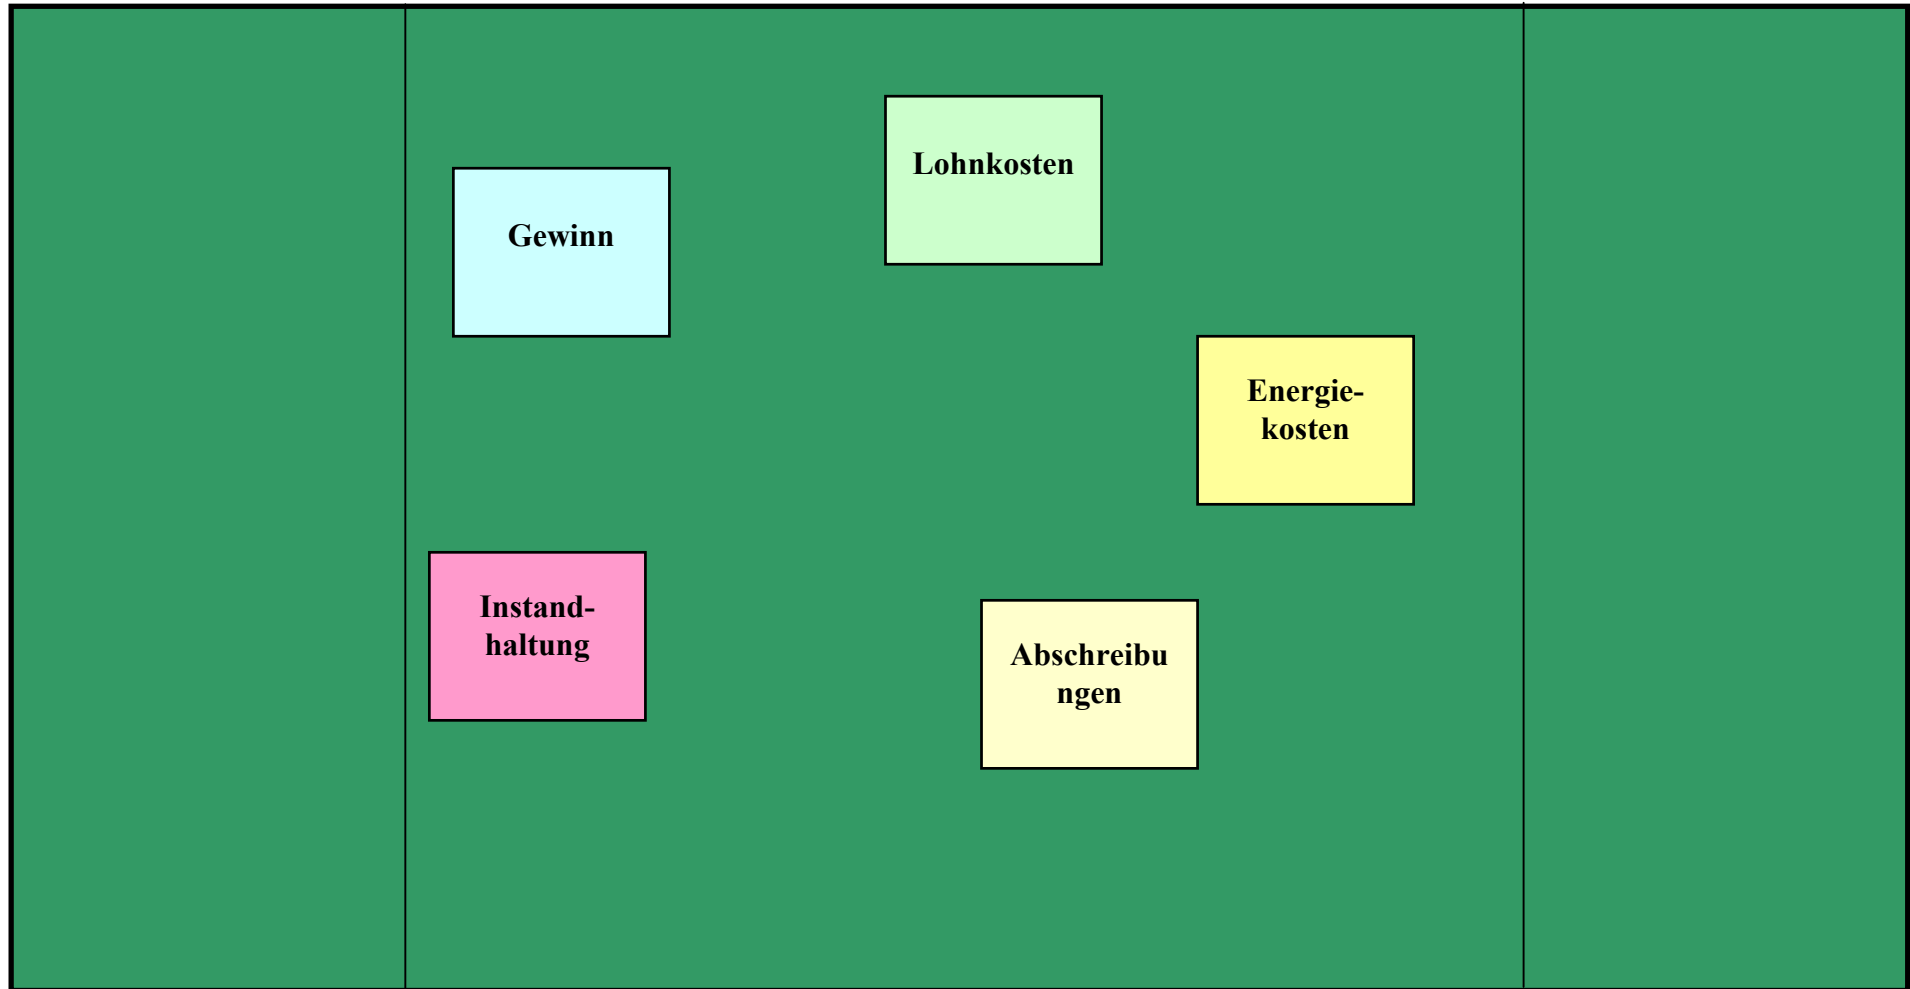 Lohnkosten
Gewinn
Energie-
kosten
Instand-
haltung
Abschreibu
ngen